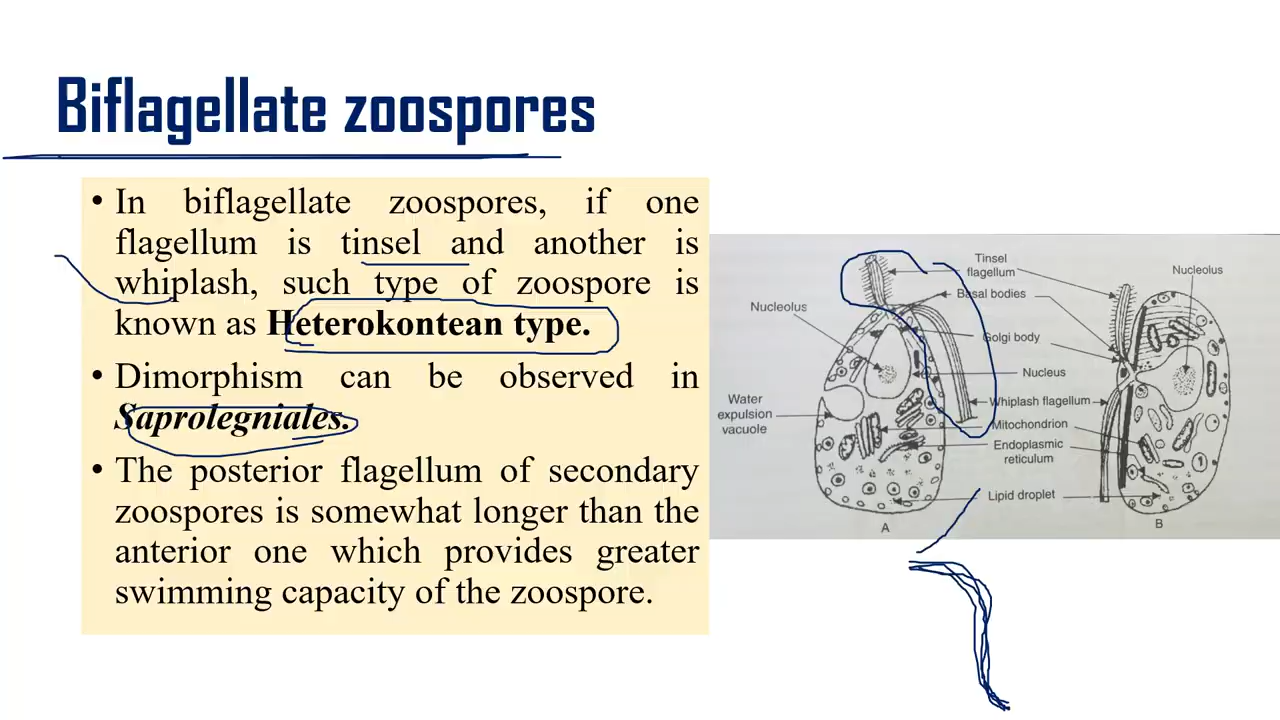 Biflagellate zoospores
• In biflagellate zoospores, if one
flagellum is tinsel and another is
whiplash, such type of zoospore is
known as Heterokontean type.
• Dimorphism can be observed in
Saprolegniales.
• The posterior flagellum of secondary
zoospores is somewhat longer than the
anterior one which provides greater
swimming capacity of the zoospore.
Tinsel
flagellum
Nucleolus
Basal bodies
Nucleolus
Golgi body
Nucleus
Water
expulsion
vacuole
Whiplash flagellum
Mitochondrion
Endoplasmic
reticulum
Lipid droplet
A
B